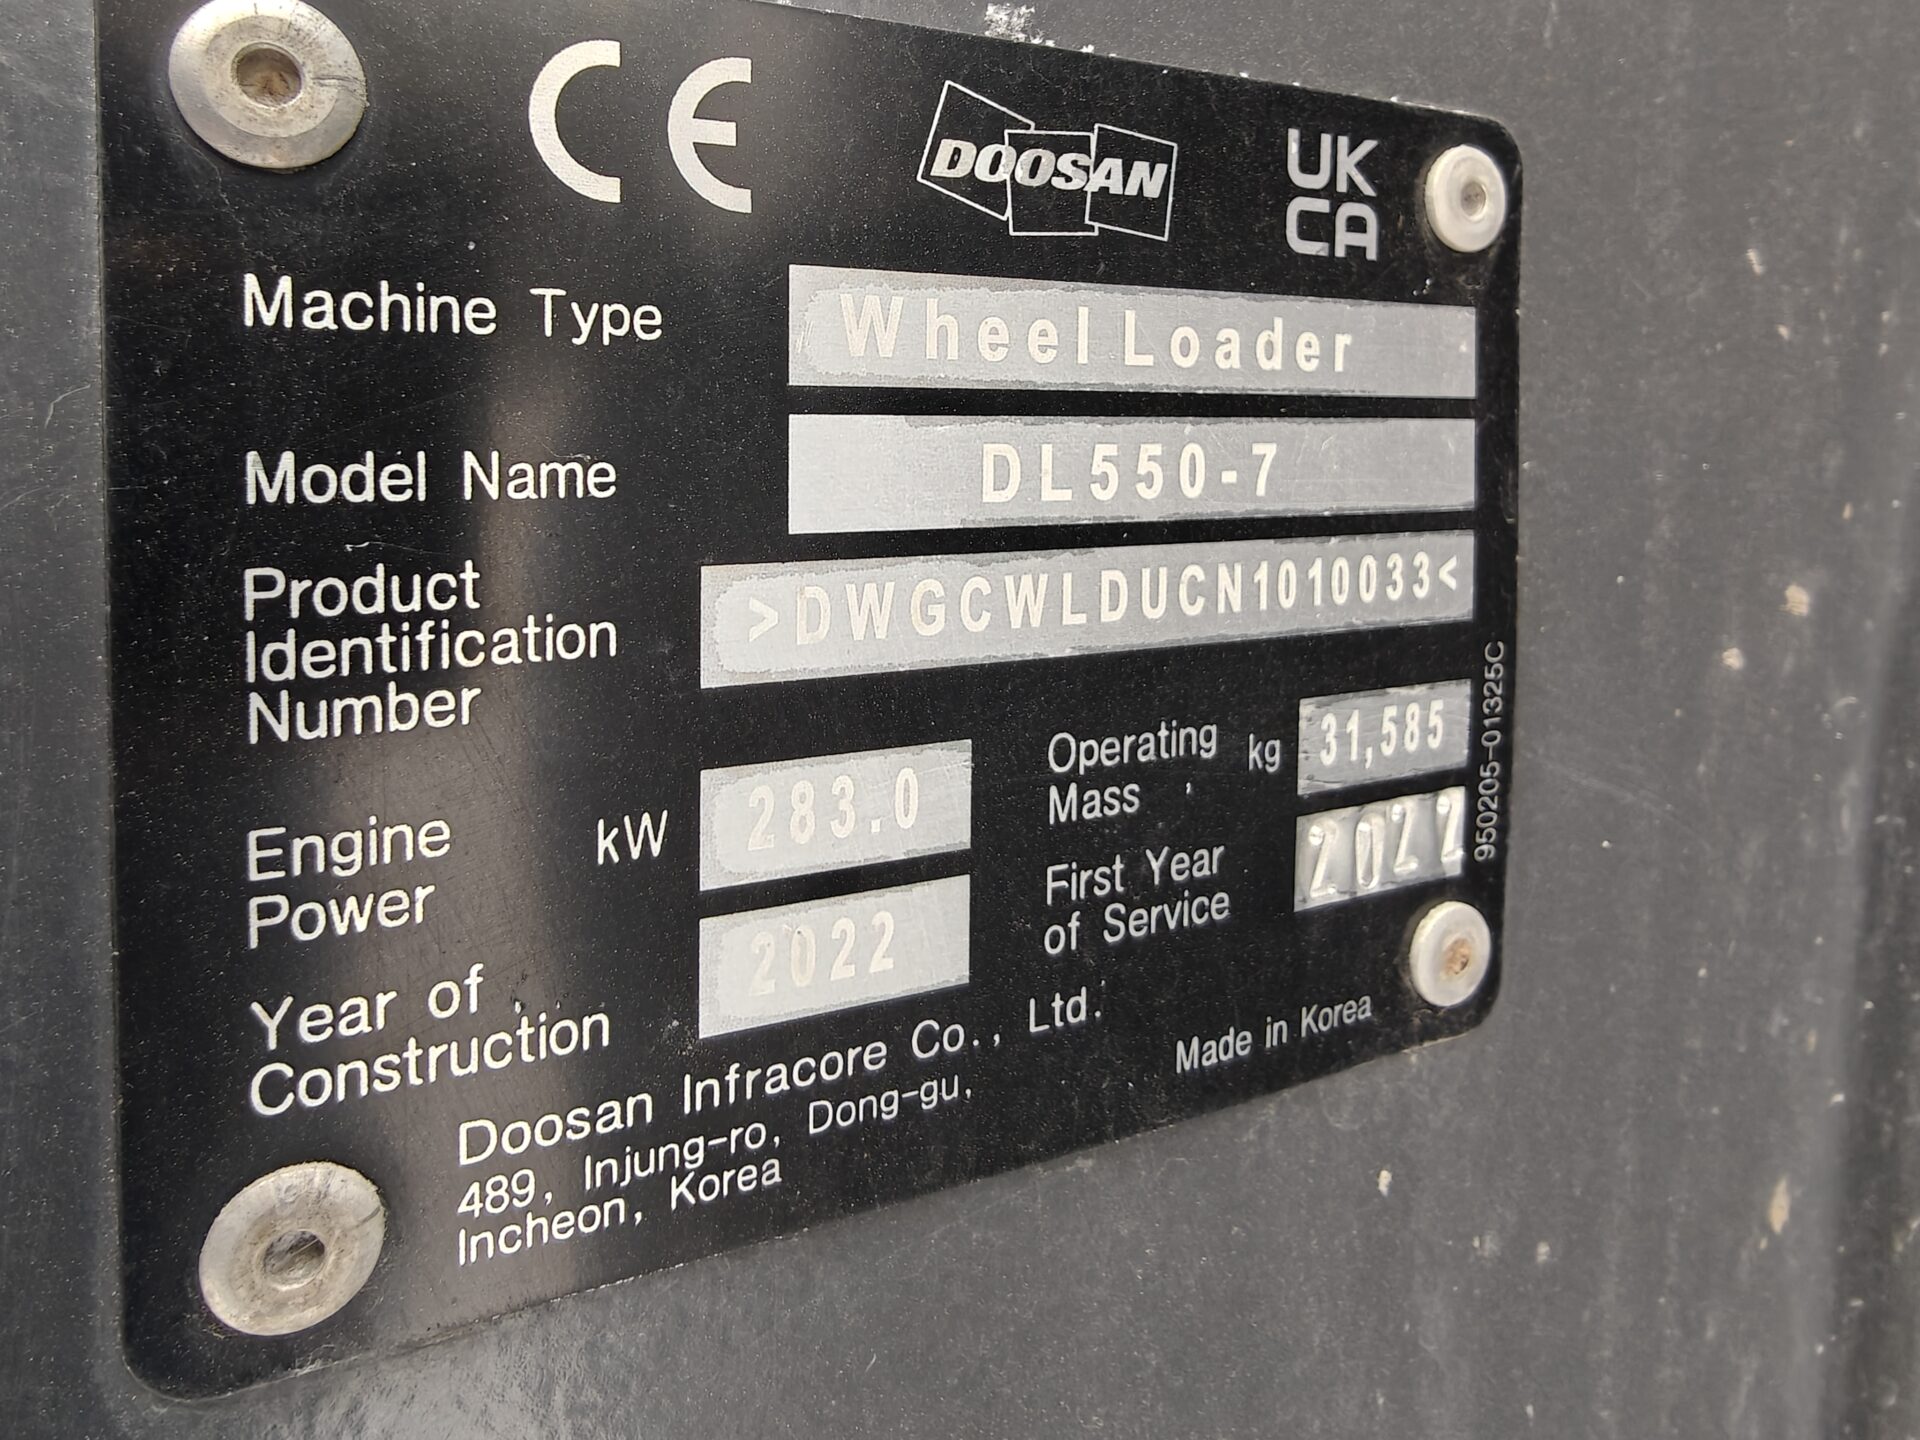 CE
DOOSAN
UK
CA
Machine Type Wheel Loader
Model Name DL550-7
Product
Identification
Number
>DWGCWLDUCN1010033<
Engine
Power kW 283.0
Operating
Mass kg 31,585
Year of
Construction 2022
First Year
of Service 2022
Doosan Infracore Co., Ltd.
489, Injung-ro, Dong-gu,
Incheon, Korea
Made in Korea
950205-01325C